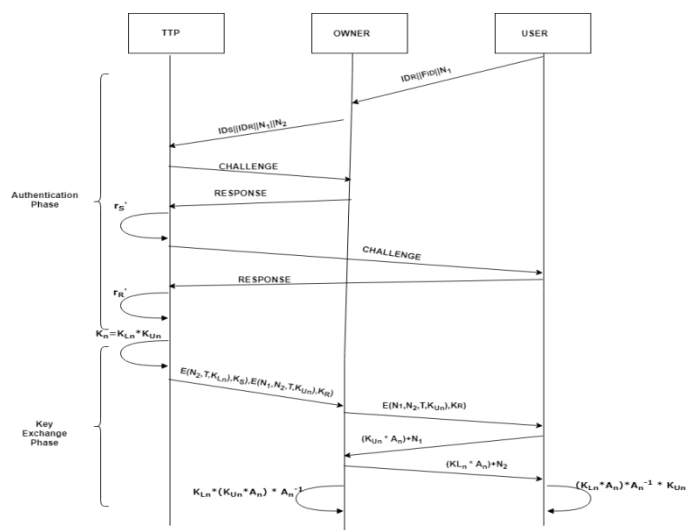 TTP
OWNER
USER
IDR||FID||N1
IDS||IDR||N1||N2
CHALLENGE
RESPONSE
Authentication
Phase
rS'
CHALLENGE
RESPONSE
rR'
Kn=KLn*KUn
E(N2,T,KLn),KS),E(N1,N2,T,KUn),KR)
E(N1,N2,T,KUn),KR)
Key
Exchange
Phase
(KUn * An)+N1
(KLn * An)+N2
KLn*(KUn*An) * An-1
(KLn*An)*An-1 * KUn